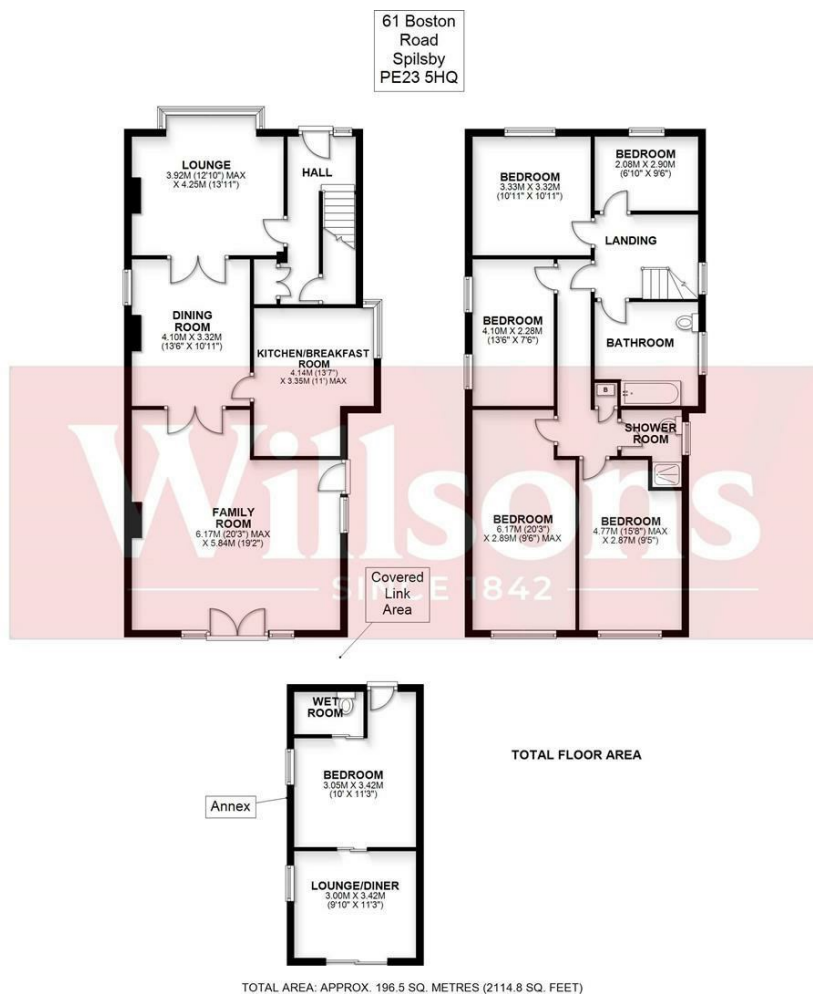 61 Boston
Road
Spilsby
PE23 5HQ
LOUNGE
3.92M (12'10") MAX
X 4.25M (13'11")
HALL
DINING
ROOM
4.10M X 3.32M
(13'6" X 10'11")
KITCHEN/BREAKFAST
ROOM
4.14M (13'7")
X 3.35M (11') MAX
FAMILY
ROOM
6.17M (20'3") MAX
X 5.84M (19'2")
BEDROOM
3.33M X 3.32M
(10'11" X 10'11")
BEDROOM
2.08M X 2.90M
(6'10" X 9'6")
LANDING
BEDROOM
4.10M X 2.28M
(13'6" X 7'6")
BATHROOM
B
SHOWER
ROOM
BEDROOM
6.17M (20'3")
X 2.89M (9'6") MAX
BEDROOM
4.77M (15'8") MAX
X 2.87M (9'5")
Willsons
SINCE 1842
Covered
Link
Area
WET
ROOM
BEDROOM
3.05M X 3.42M
(10' X 11'3")
Annex
LOUNGE/DINER
3.00M X 3.42M
(9'10" X 11'3")
TOTAL FLOOR AREA
TOTAL AREA: APPROX. 196.5 SQ. METRES (2114.8 SQ. FEET)